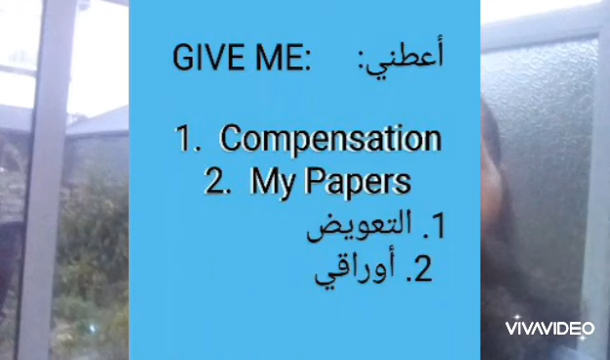 GIVE ME: أعطني:
1. Compensation
2. My Papers
1. التعويض
2. أوراقي
VIVAVIDEO